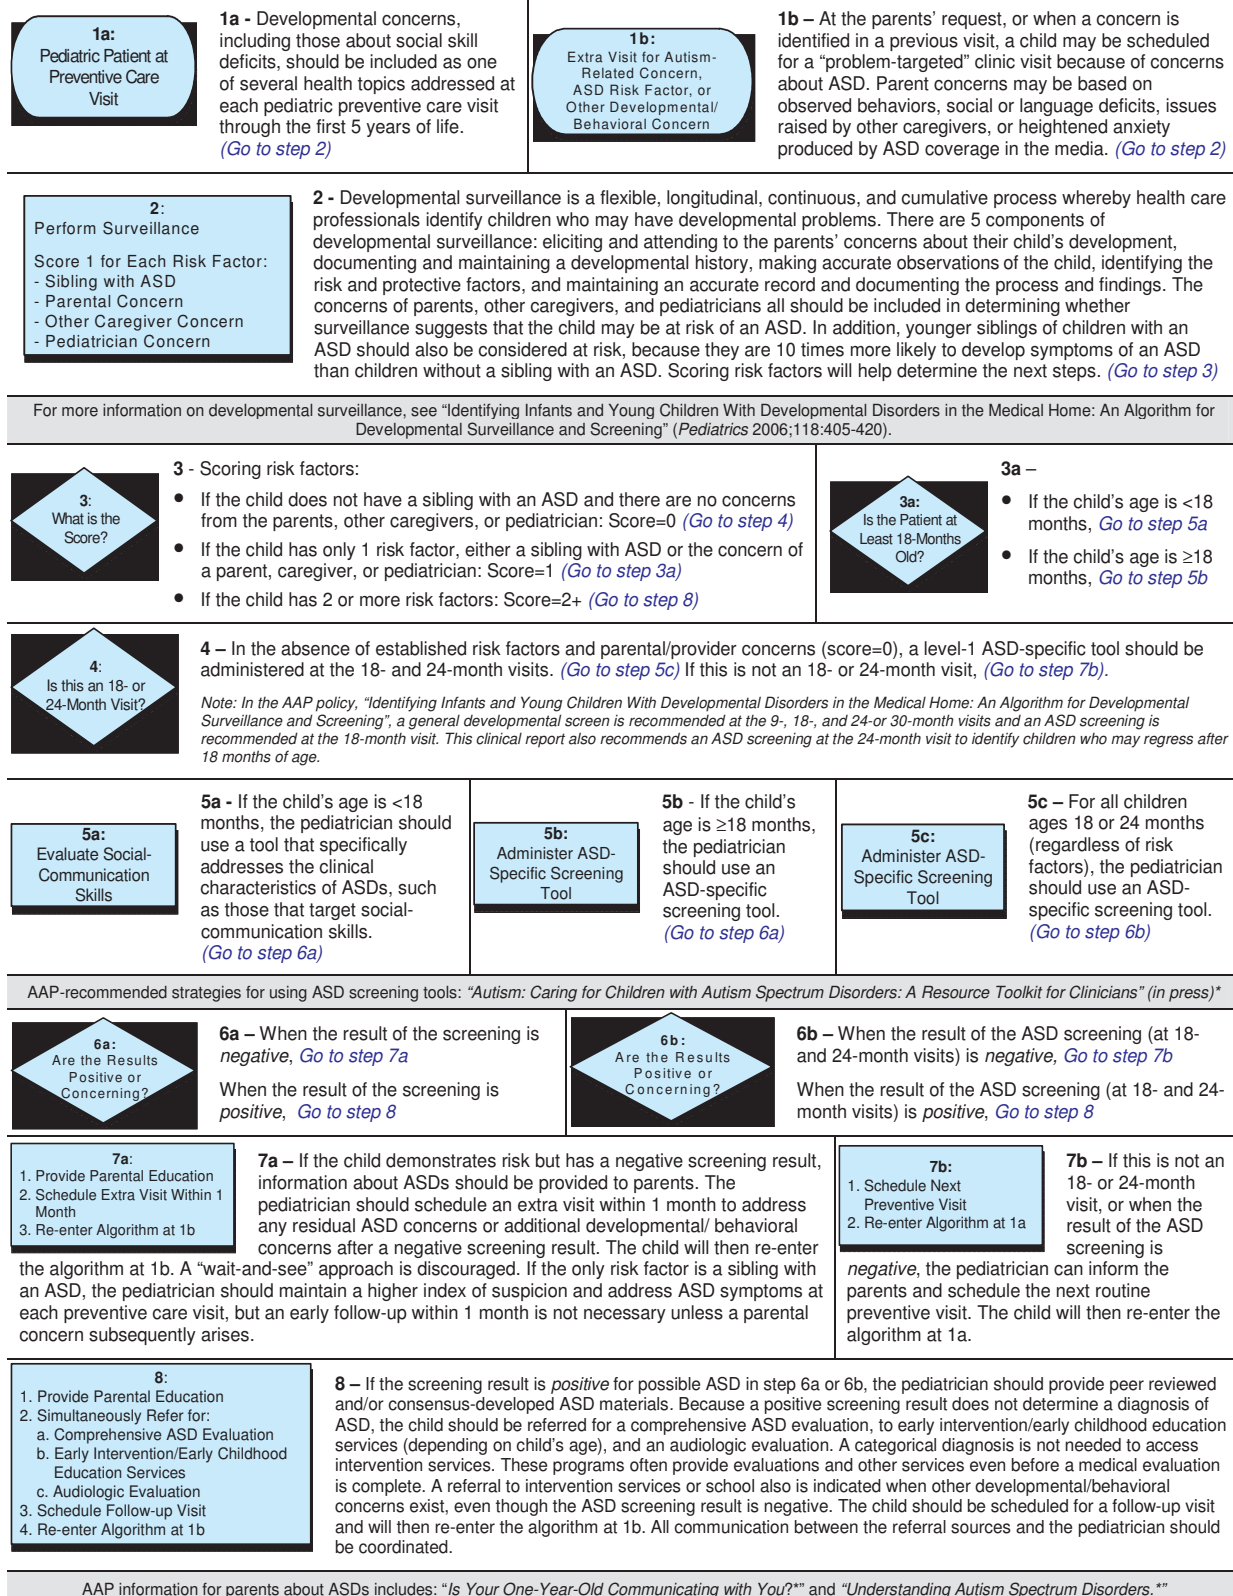 1a:
Pediatric Patient at
Preventive Care
Visit
1a - Developmental concerns,
including those about social skill
deficits, should be included as one
of several health topics addressed at
each pediatric preventive care visit
through the first 5 years of life.
(Go to step 2)
1b:
Extra Visit for Autism-
Related Concern,
ASD Risk Factor, or
Other Developmental/
Behavioral Concern
1b – At the parents’ request, or when a concern is
identified in a previous visit, a child may be scheduled
for a “problem-targeted” clinic visit because of concerns
about ASD. Parent concerns may be based on
observed behaviors, social or language deficits, issues
raised by other caregivers, or heightened anxiety
produced by ASD coverage in the media. (Go to step 2)
2:
Perform Surveillance
Score 1 for Each Risk Factor:
- Sibling with ASD
- Parental Concern
- Other Caregiver Concern
- Pediatrician Concern
2 - Developmental surveillance is a flexible, longitudinal, continuous, and cumulative process whereby health care
professionals identify children who may have developmental problems. There are 5 components of
developmental surveillance: eliciting and attending to the parents’ concerns about their child’s development,
documenting and maintaining a developmental history, making accurate observations of the child, identifying the
risk and protective factors, and maintaining an accurate record and documenting the process and findings. The
concerns of parents, other caregivers, and pediatricians all should be included in determining whether
surveillance suggests that the child may be at risk of an ASD. In addition, younger siblings of children with an
ASD should also be considered at risk, because they are 10 times more likely to develop symptoms of an ASD
than children without a sibling with an ASD. Scoring risk factors will help determine the next steps. (Go to step 3)
For more information on developmental surveillance, see “Identifying Infants and Young Children With Developmental Disorders in the Medical Home: An Algorithm for
Developmental Surveillance and Screening” (Pediatrics 2006;118:405-420).
3:
What is the
Score?
3 - Scoring risk factors:
• If the child does not have a sibling with an ASD and there are no concerns
from the parents, other caregivers, or pediatrician: Score=0 (Go to step 4)
• If the child has only 1 risk factor, either a sibling with ASD or the concern of
a parent, caregiver, or pediatrician: Score=1 (Go to step 3a)
• If the child has 2 or more risk factors: Score=2+ (Go to step 8)
3a:
Is the Patient at
Least 18-Months
Old?
3a –
• If the child’s age is <18
months, Go to step 5a
• If the child’s age is ≥18
months, Go to step 5b
4:
Is this an 18- or
24-Month Visit?
4 – In the absence of established risk factors and parental/provider concerns (score=0), a level-1 ASD-specific tool should be
administered at the 18- and 24-month visits. (Go to step 5c) If this is not an 18- or 24-month visit, (Go to step 7b).
Note: In the AAP policy, “Identifying Infants and Young Children With Developmental Disorders in the Medical Home: An Algorithm for Developmental
Surveillance and Screening”, a general developmental screen is recommended at the 9-, 18-, and 24-or 30-month visits and an ASD screening is
recommended at the 18-month visit. This clinical report also recommends an ASD screening at the 24-month visit to identify children who may regress after
18 months of age.
5a:
Evaluate Social-
Communication
Skills
5a - If the child’s age is <18
months, the pediatrician should
use a tool that specifically
addresses the clinical
characteristics of ASDs, such
as those that target social-
communication skills.
(Go to step 6a)
5b:
Administer ASD-
Specific Screening
Tool
5b - If the child’s
age is ≥18 months,
the pediatrician
should use an
ASD-specific
screening tool.
(Go to step 6a)
5c:
Administer ASD-
Specific Screening
Tool
5c – For all children
ages 18 or 24 months
(regardless of risk
factors), the pediatrician
should use an ASD-
specific screening tool.
(Go to step 6b)
AAP-recommended strategies for using ASD screening tools: “Autism: Caring for Children with Autism Spectrum Disorders: A Resource Toolkit for Clinicians” (in press)*
6a:
Are the Results
Positive or
Concerning?
6a – When the result of the screening is
negative, Go to step 7a
When the result of the screening is
positive, Go to step 8
6b:
Are the Results
Positive or
Concerning?
6b – When the result of the ASD screening (at 18-
and 24-month visits) is negative, Go to step 7b
When the result of the ASD screening (at 18- and 24-
month visits) is positive, Go to step 8
7a:
1. Provide Parental Education
2. Schedule Extra Visit Within 1
Month
3. Re-enter Algorithm at 1b
7a – If the child demonstrates risk but has a negative screening result,
information about ASDs should be provided to parents. The
pediatrician should schedule an extra visit within 1 month to address
any residual ASD concerns or additional developmental/ behavioral
concerns after a negative screening result. The child will then re-enter
the algorithm at 1b. A “wait-and-see” approach is discouraged. If the only risk factor is a sibling with
an ASD, the pediatrician should maintain a higher index of suspicion and address ASD symptoms at
each preventive care visit, but an early follow-up within 1 month is not necessary unless a parental
concern subsequently arises.
7b:
1. Schedule Next
Preventive Visit
2. Re-enter Algorithm at 1a
7b – If this is not an
18- or 24-month
visit, or when the
result of the ASD
screening is
negative, the pediatrician can inform the
parents and schedule the next routine
preventive visit. The child will then re-enter the
algorithm at 1a.
8:
1. Provide Parental Education
2. Simultaneously Refer for:
a. Comprehensive ASD Evaluation
b. Early Intervention/Early Childhood
Education Services
c. Audiologic Evaluation
3. Schedule Follow-up Visit
4. Re-enter Algorithm at 1b
8 – If the screening result is positive for possible ASD in step 6a or 6b, the pediatrician should provide peer reviewed
and/or consensus-developed ASD materials. Because a positive screening result does not determine a diagnosis of
ASD, the child should be referred for a comprehensive ASD evaluation, to early intervention/early childhood education
services (depending on child’s age), and an audiologic evaluation. A categorical diagnosis is not needed to access
intervention services. These programs often provide evaluations and other services even before a medical evaluation
is complete. A referral to intervention services or school also is indicated when other developmental/behavioral
concerns exist, even though the ASD screening result is negative. The child should be scheduled for a follow-up visit
and will then re-enter the algorithm at 1b. All communication between the referral sources and the pediatrician should
be coordinated.
AAP information for parents about ASDs includes: “Is Your One-Year-Old Communicating with You?*” and “Understanding Autism Spectrum Disorders.*”